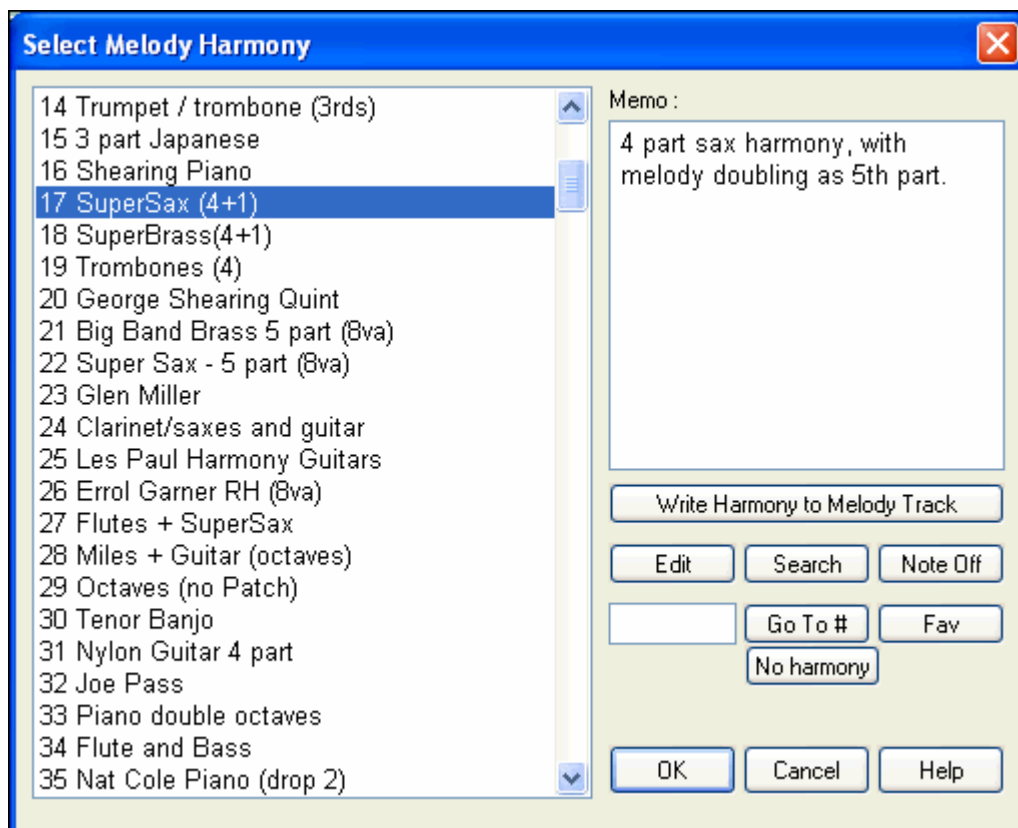 Select Melody Harmony
14 Trumpet / trombone (3rds)
15 3 part Japanese
16 Shearing Piano
17 SuperSax (4+1)
18 SuperBrass(4+1)
19 Trombones (4)
20 George Shearing Quint
21 Big Band Brass 5 part (8va)
22 Super Sax - 5 part (8va)
23 Glen Miller
24 Clarinet/saxes and guitar
25 Les Paul Harmony Guitars
26 Errol Garner RH (8va)
27 Flutes + SuperSax
28 Miles + Guitar (octaves)
29 Octaves (no Patch)
30 Tenor Banjo
31 Nylon Guitar 4 part
32 Joe Pass
33 Piano double octaves
34 Flute and Bass
35 Nat Cole Piano (drop 2)
Memo :
4 part sax harmony, with
melody doubling as 5th part.
Write Harmony to Melody Track
Edit Search Note Off
Go To # Fav
No harmony
OK Cancel Help